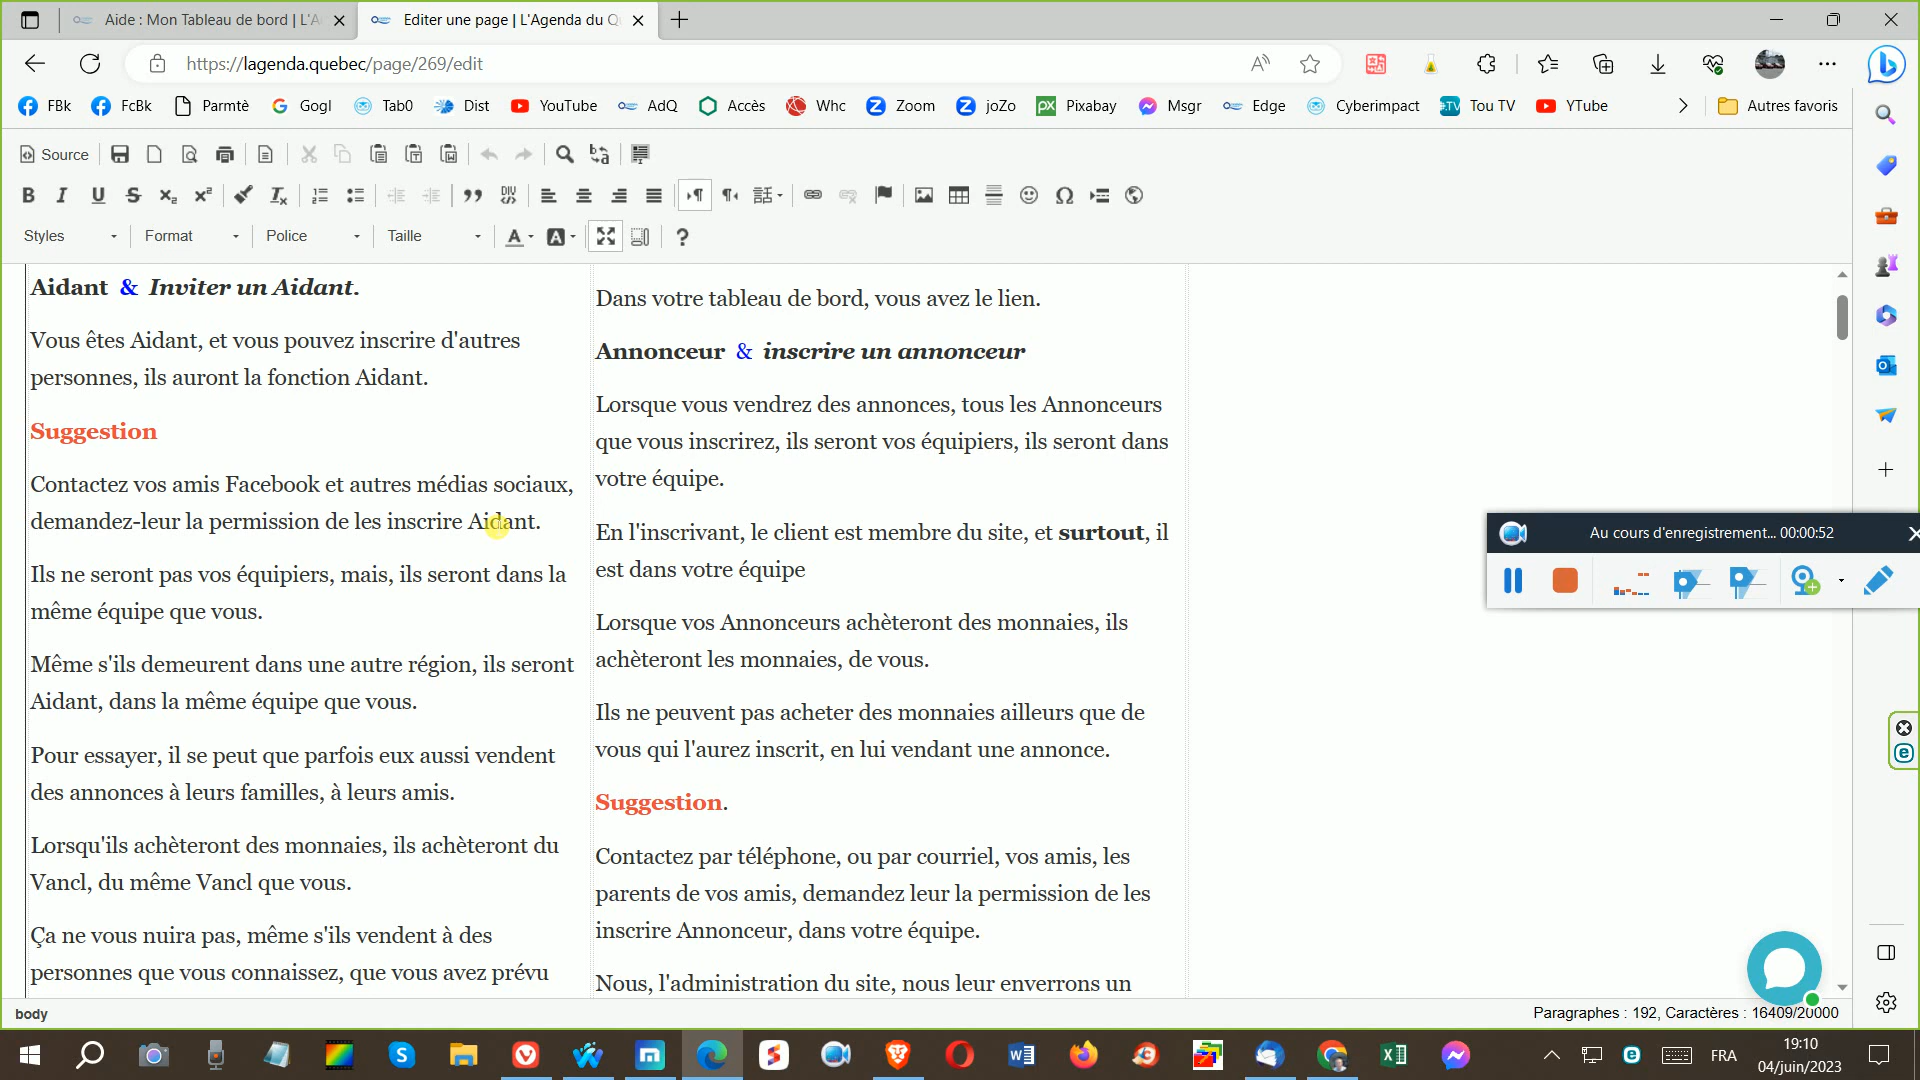 Aide : Mon Tableau de bord | L'A
Editer une page | L'Agenda du Q
https://lagenda.quebec/page/269/edit
FBk
FcBk
Parmtè
Gogl
Tab0
Dist
YouTube
AdQ
Accès
Whc
Zoom
joZo
Pixabay
Msgr
Edge
Cyberimpact
Tou TV
YTube
Autres favoris
Source
Styles
Format
Police
Taille
Aidant & Inviter un Aidant.
Vous êtes Aidant, et vous pouvez inscrire d'autres
personnes, ils auront la fonction Aidant.
Suggestion
Contactez vos amis Facebook et autres médias sociaux,
demandez-leur la permission de les inscrire Aidant.
Ils ne seront pas vos équipiers, mais, ils seront dans la
même équipe que vous.
Même s'ils demeurent dans une autre région, ils seront
Aidant, dans la même équipe que vous.
Pour essayer, il se peut que parfois eux aussi vendent
des annonces à leurs familles, à leurs amis.
Lorsqu'ils achèteront des monnaies, ils achèteront du
Vancl, du même Vancl que vous.
Ça ne vous nuira pas, même s'ils vendent à des
personnes que vous connaissez, que vous avez prévu
Dans votre tableau de bord, vous avez le lien.
Annonceur & inscrire un annonceur
Lorsque vous vendrez des annonces, tous les Annonceurs
que vous inscrirez, ils seront vos équipiers, ils seront dans
votre équipe.
En l'inscrivant, le client est membre du site, et surtout, il
est dans votre équipe
Lorsque vos Annonceurs achèteront des monnaies, ils
achèteront les monnaies, de vous.
Ils ne peuvent pas acheter des monnaies ailleurs que de
vous qui l'aurez inscrit, en lui vendant une annonce.
Suggestion.
Contactez par téléphone, ou par courriel, vos amis, les
parents de vos amis, demandez leur la permission de les
inscrire Annonceur, dans votre équipe.
Nous, l'administration du site, nous leur enverrons un
Au cours d'enregistrement... 00:00:52
body
Paragraphes : 192, Caractères : 16409/20000
FRA
19:10
04/juin/2023